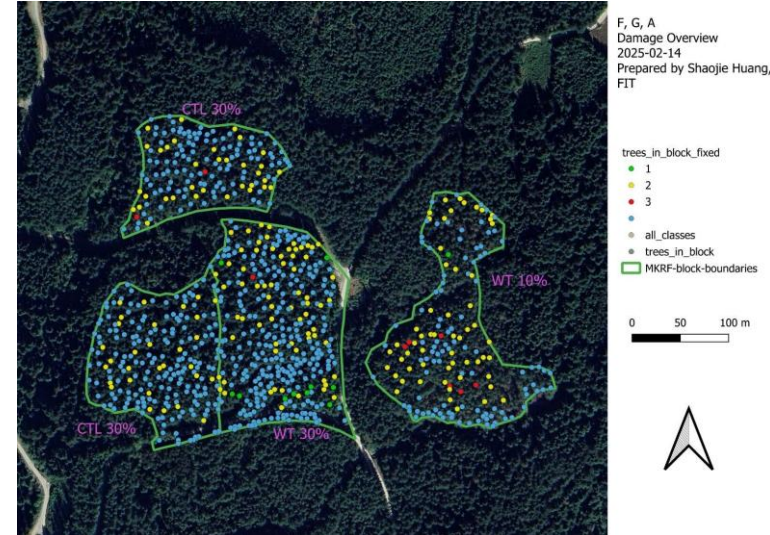 F, G, A
Damage Overview
2025-02-14
Prepared by Shaojie Huang,
FIT
CTL 30%
WT 10%
CTL 30%
WT 30%
trees_in_block_fixed
1
2
3
all_classes
trees_in_block
MKRF-block-boundaries
0 50 100 m